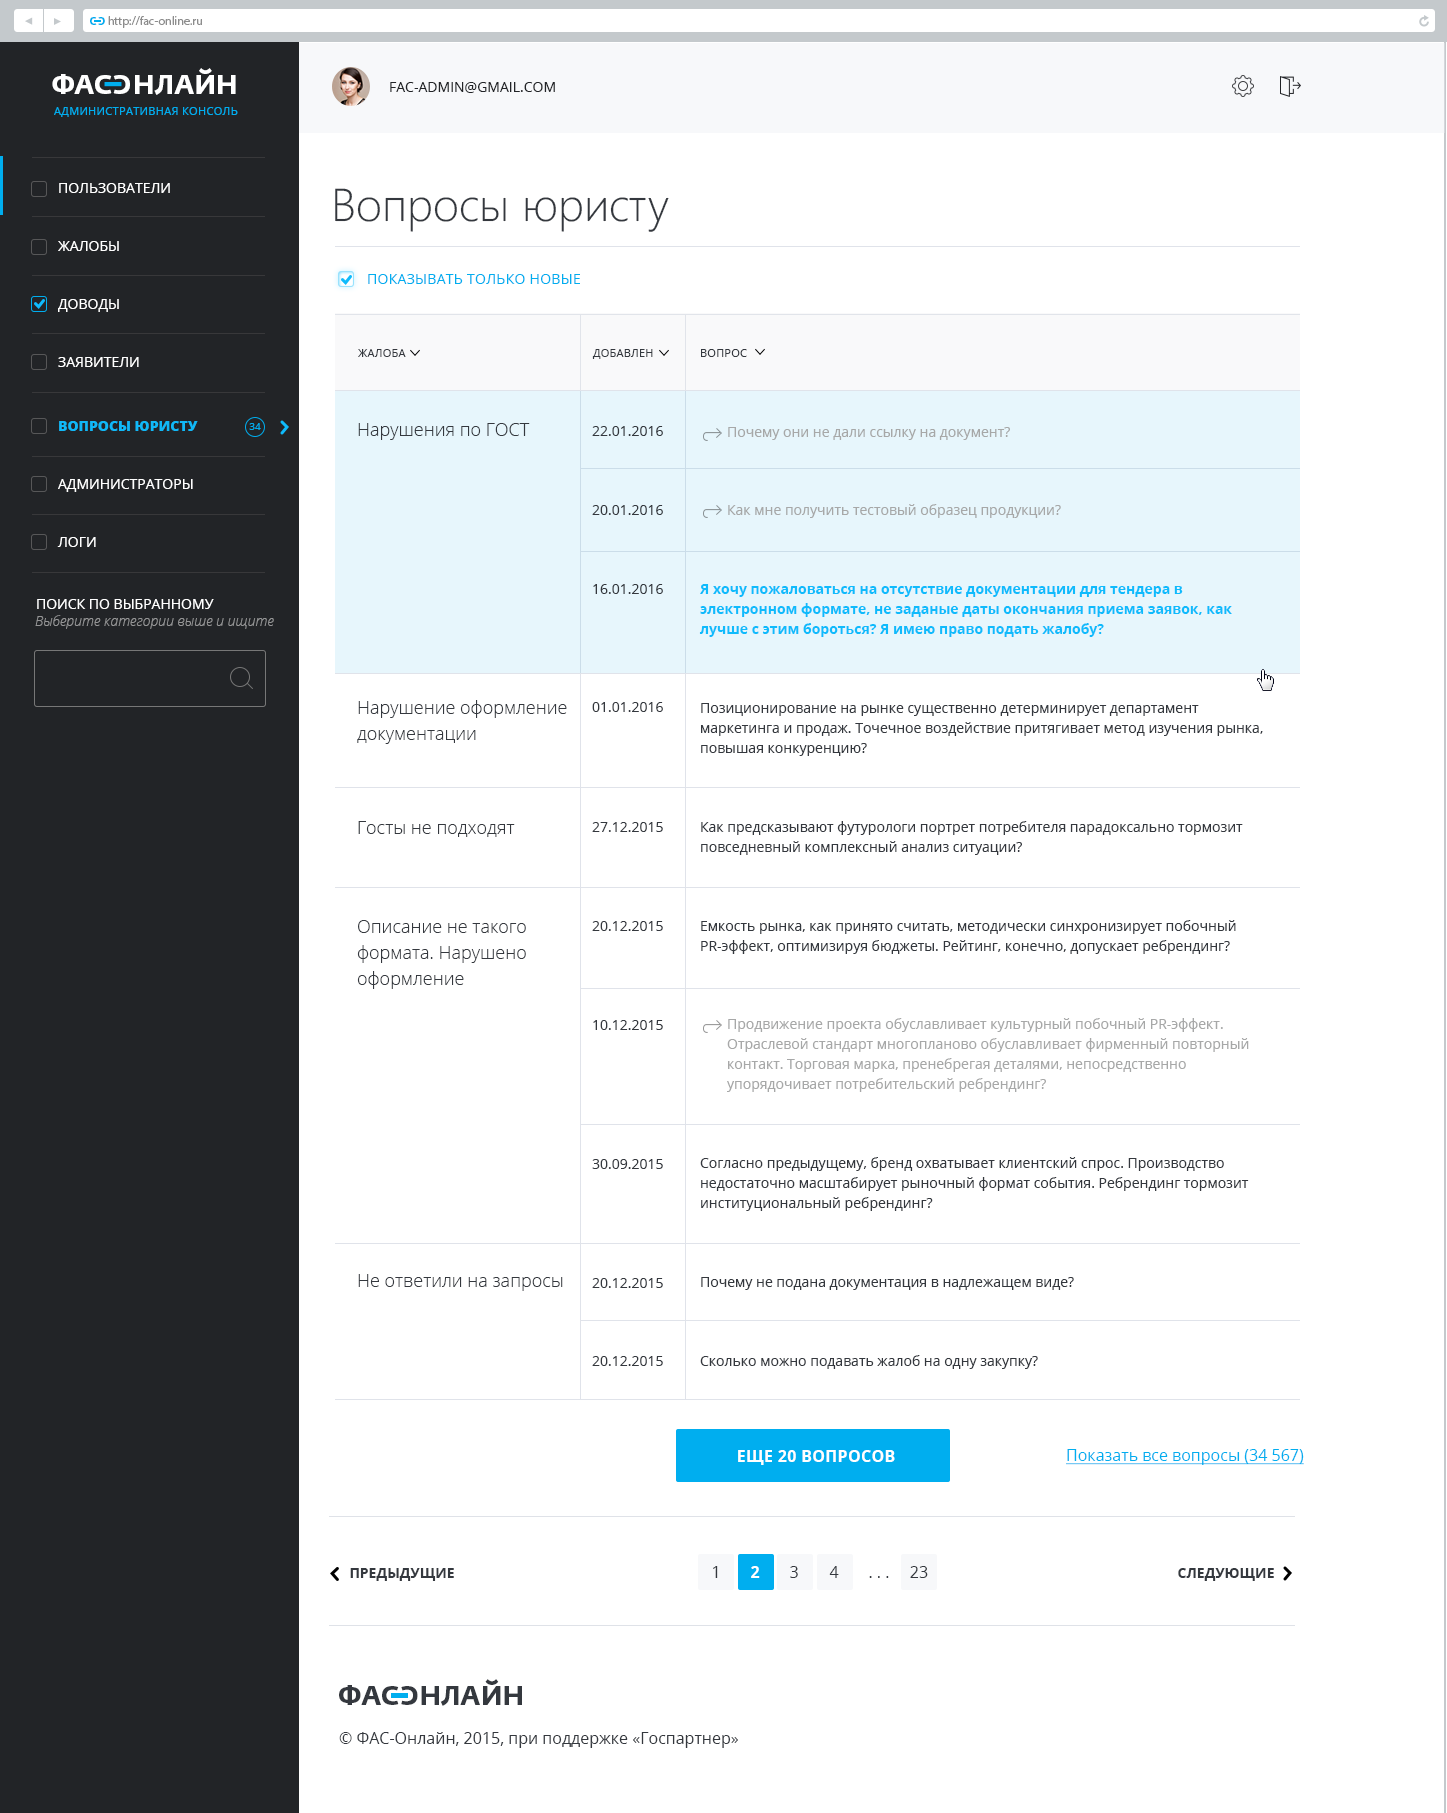 http://fac-online.ru
ФАС ОНЛАЙН
АДМИНИСТРАТИВНАЯ КОНСОЛЬ
ПОЛЬЗОВАТЕЛИ
ЖАЛОБЫ
ДОВОДЫ
ЗАЯВИТЕЛИ
ВОПРОСЫ ЮРИСТУ 34
АДМИНИСТРАТОРЫ
ЛОГИ
ПОИСК ПО ВЫБРАННОМУ
Выберите категории выше и ищите
FAC-ADMIN@GMAIL.COM
Вопросы юристу
ПОКАЗЫВАТЬ ТОЛЬКО НОВЫЕ
ЖАЛОБА ДОБАВЛЕН ВОПРОС
Нарушения по ГОСТ
22.01.2016
Почему они не дали ссылку на документ?
20.01.2016
Как мне получить тестовый образец продукции?
16.01.2016
Я хочу пожаловаться на отсутствие документации для тендера в
электронном формате, не заданые даты окончания приема заявок, как
лучше с этим бороться? Я имею право подать жалобу?
Нарушение оформление
документации
01.01.2016
Позиционирование на рынке существенно детерминирует департамент
маркетинга и продаж. Точечное воздействие притягивает метод изучения рынка,
повышая конкуренцию?
Госты не подходят
27.12.2015
Как предсказывают футурологи портрет потребителя парадоксально тормозит
повседневный комплексный анализ ситуации?
Описание не такого
формата. Нарушено
оформление
20.12.2015
Емкость рынка, как принято считать, методически синхронизирует побочный
PR-эффект, оптимизируя бюджеты. Рейтинг, конечно, допускает ребрендинг?
10.12.2015
Продвижение проекта обуславливает культурный побочный PR-эффект.
Отраслевой стандарт многопланово обуславливает фирменный повторный
контакт. Торговая марка, пренебрегая деталями, непосредственно
упорядочивает потребительский ребрендинг?
30.09.2015
Согласно предыдущему, бренд охватывает клиентский спрос. Производство
недостаточно масштабирует рыночный формат события. Ребрендинг тормозит
институциональный ребрендинг?
Не ответили на запросы
20.12.2015
Почему не подана документация в надлежащем виде?
20.12.2015
Сколько можно подавать жалоб на одну закупку?
ЕЩЕ 20 ВОПРОСОВ
Показать все вопросы (34 567)
ПРЕДЫДУЩИЕ
1 2 3 4 . . . 23
СЛЕДУЮЩИЕ
ФАС ОНЛАЙН
© ФАС-Онлайн, 2015, при поддержке «Госпартнер»